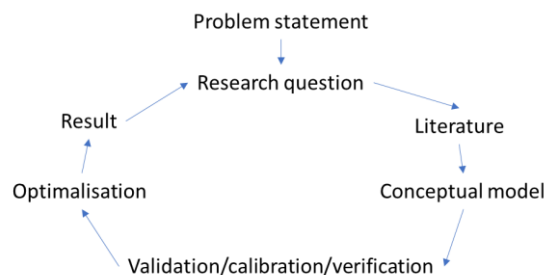 Problem statement
Research question
Result
Literature
Optimalisation
Conceptual model
Validation/calibration/verification